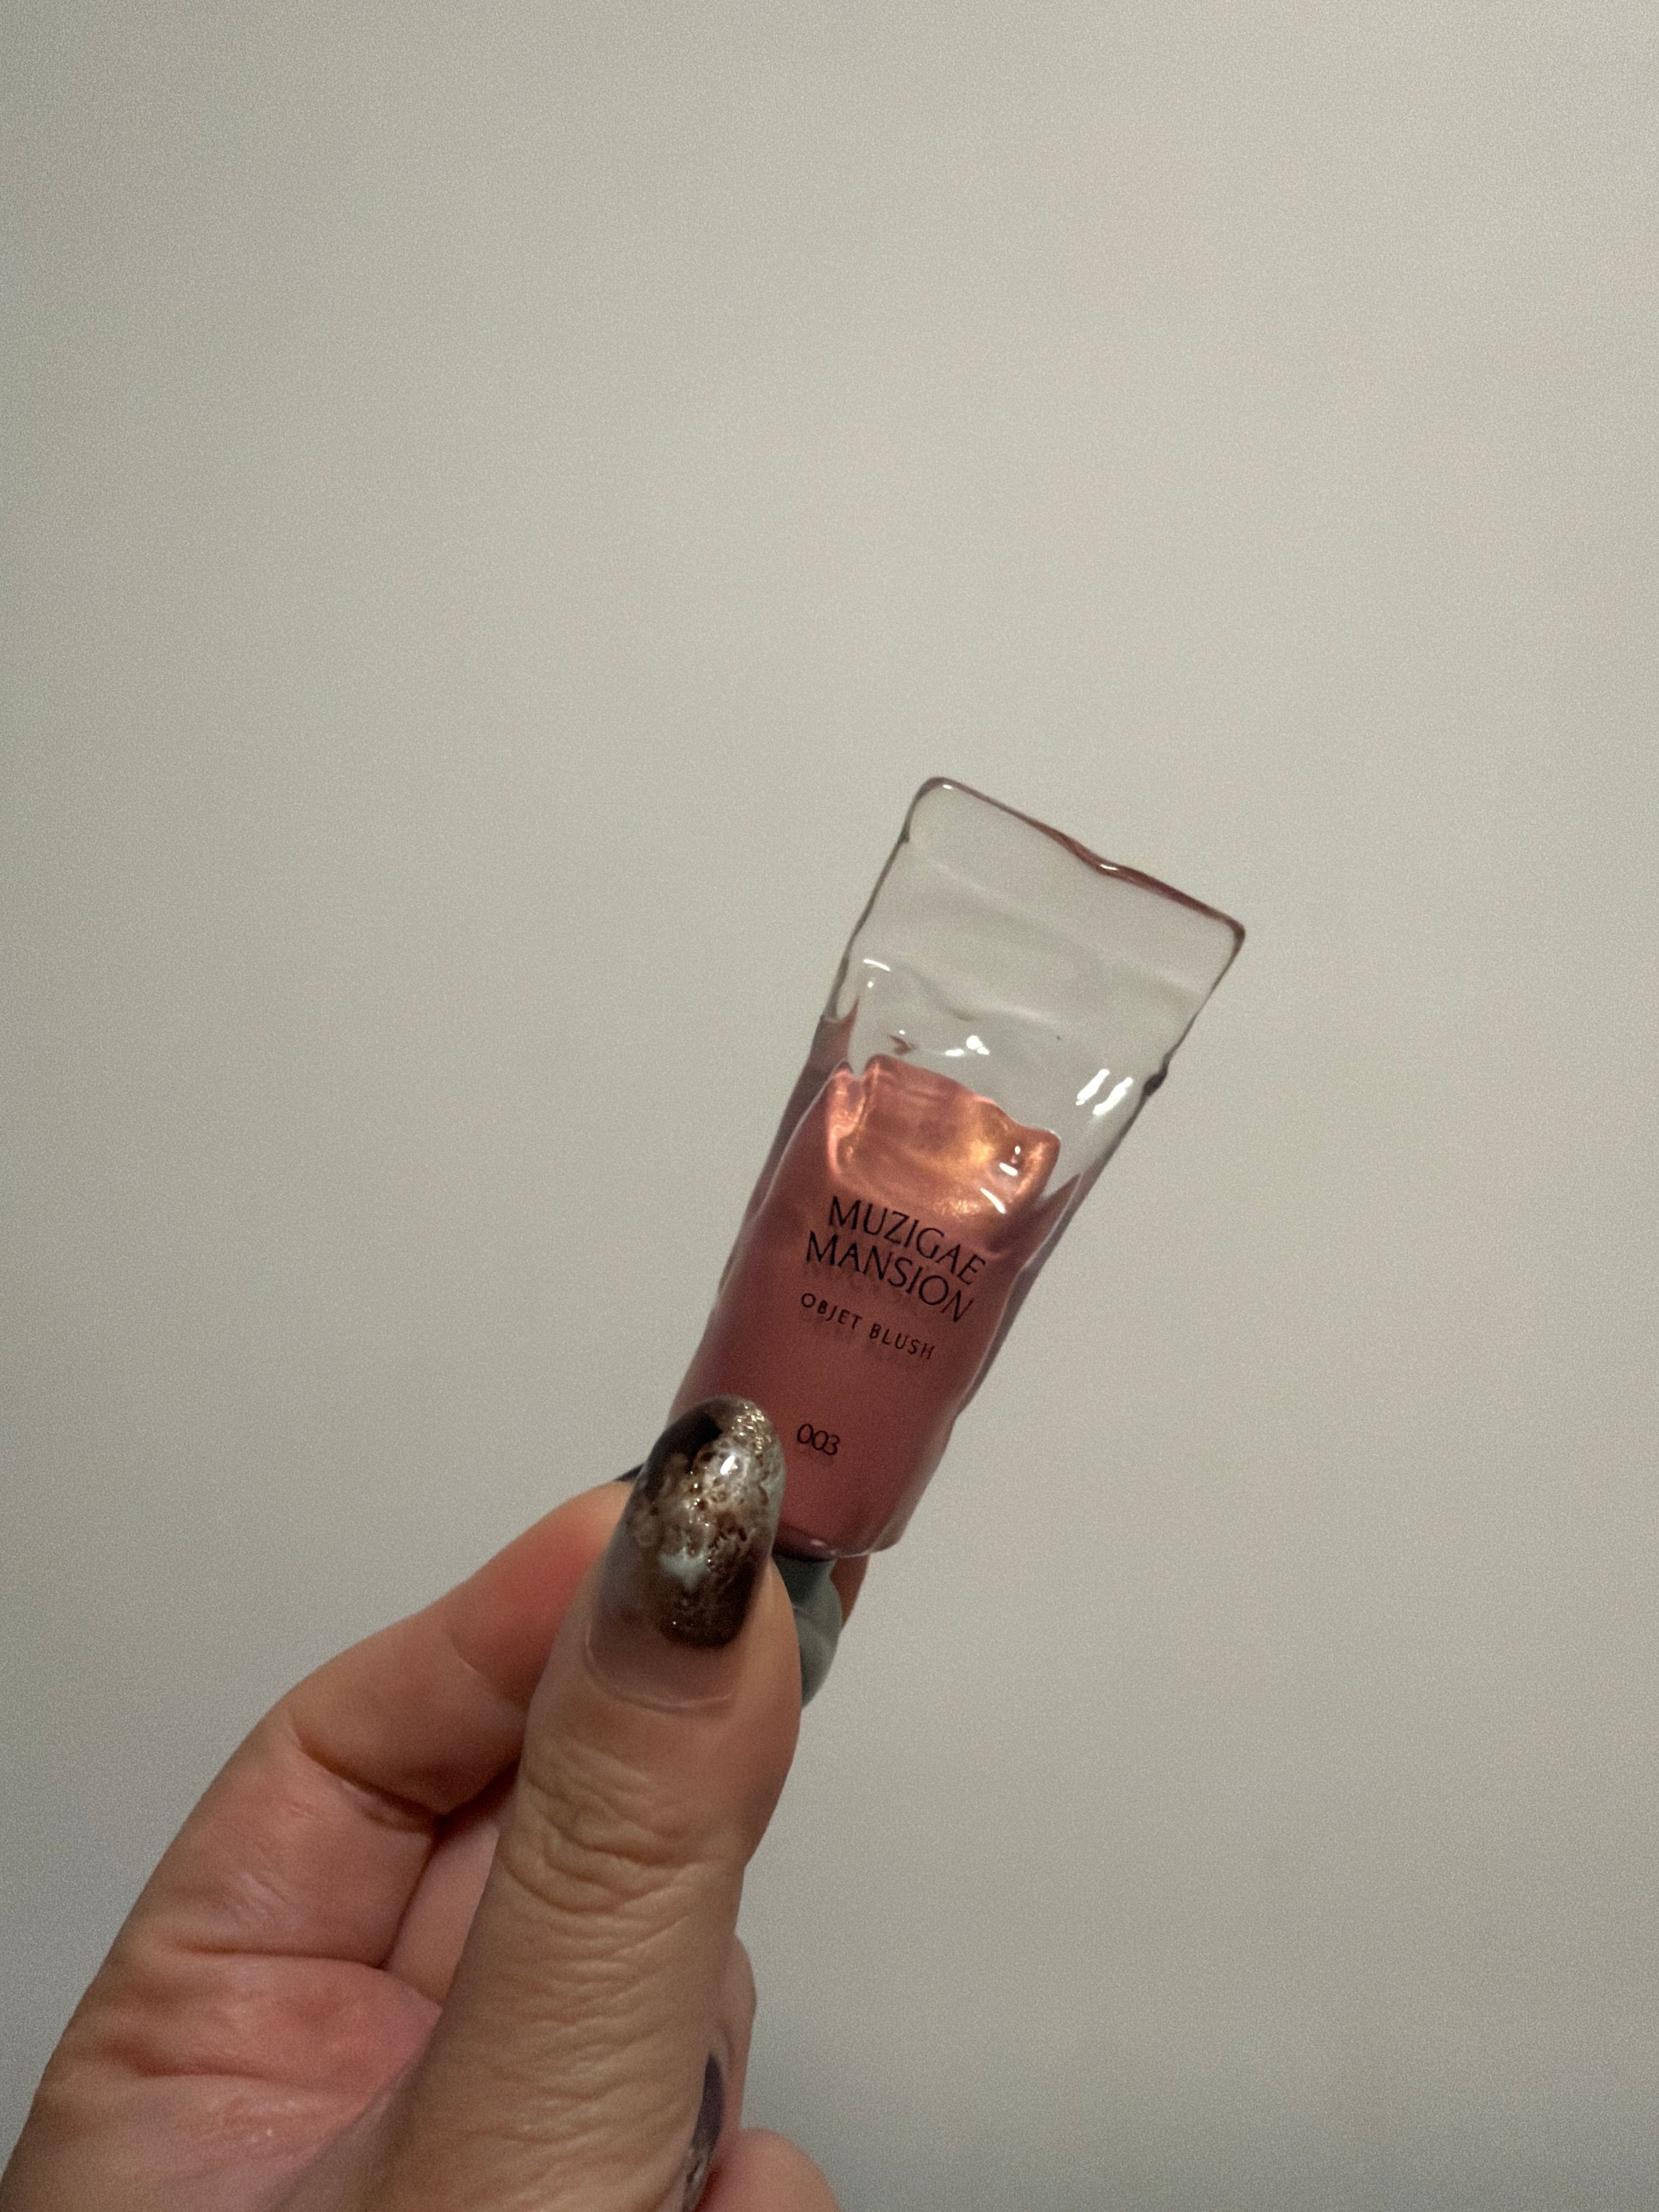 MUZIGAE
MANSION
OBJET BLUSH
003